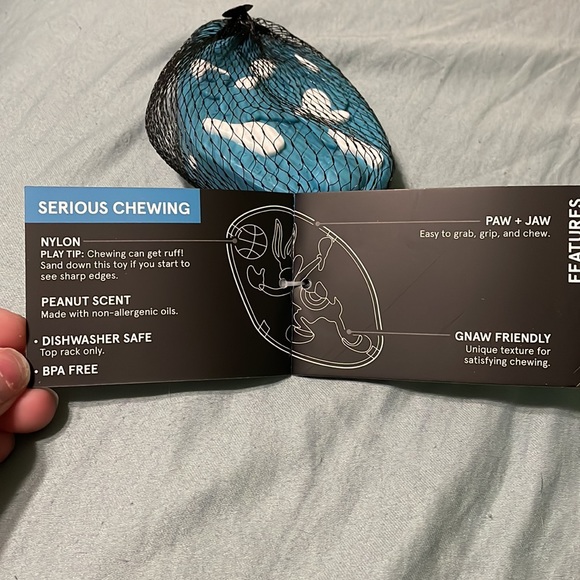 SERIOUS CHEWING
NYLON
PLAY TIP: Chewing can get ruff!
Sand down this toy if you start to
see sharp edges.
PEANUT SCENT
Made with non-allergenic oils.
• DISHWASHER SAFE
Top rack only.
• BPA FREE
PAW + JAW
Easy to grab, grip, and chew.
GNAW FRIENDLY
Unique texture for
satisfying chewing.
FEATURES